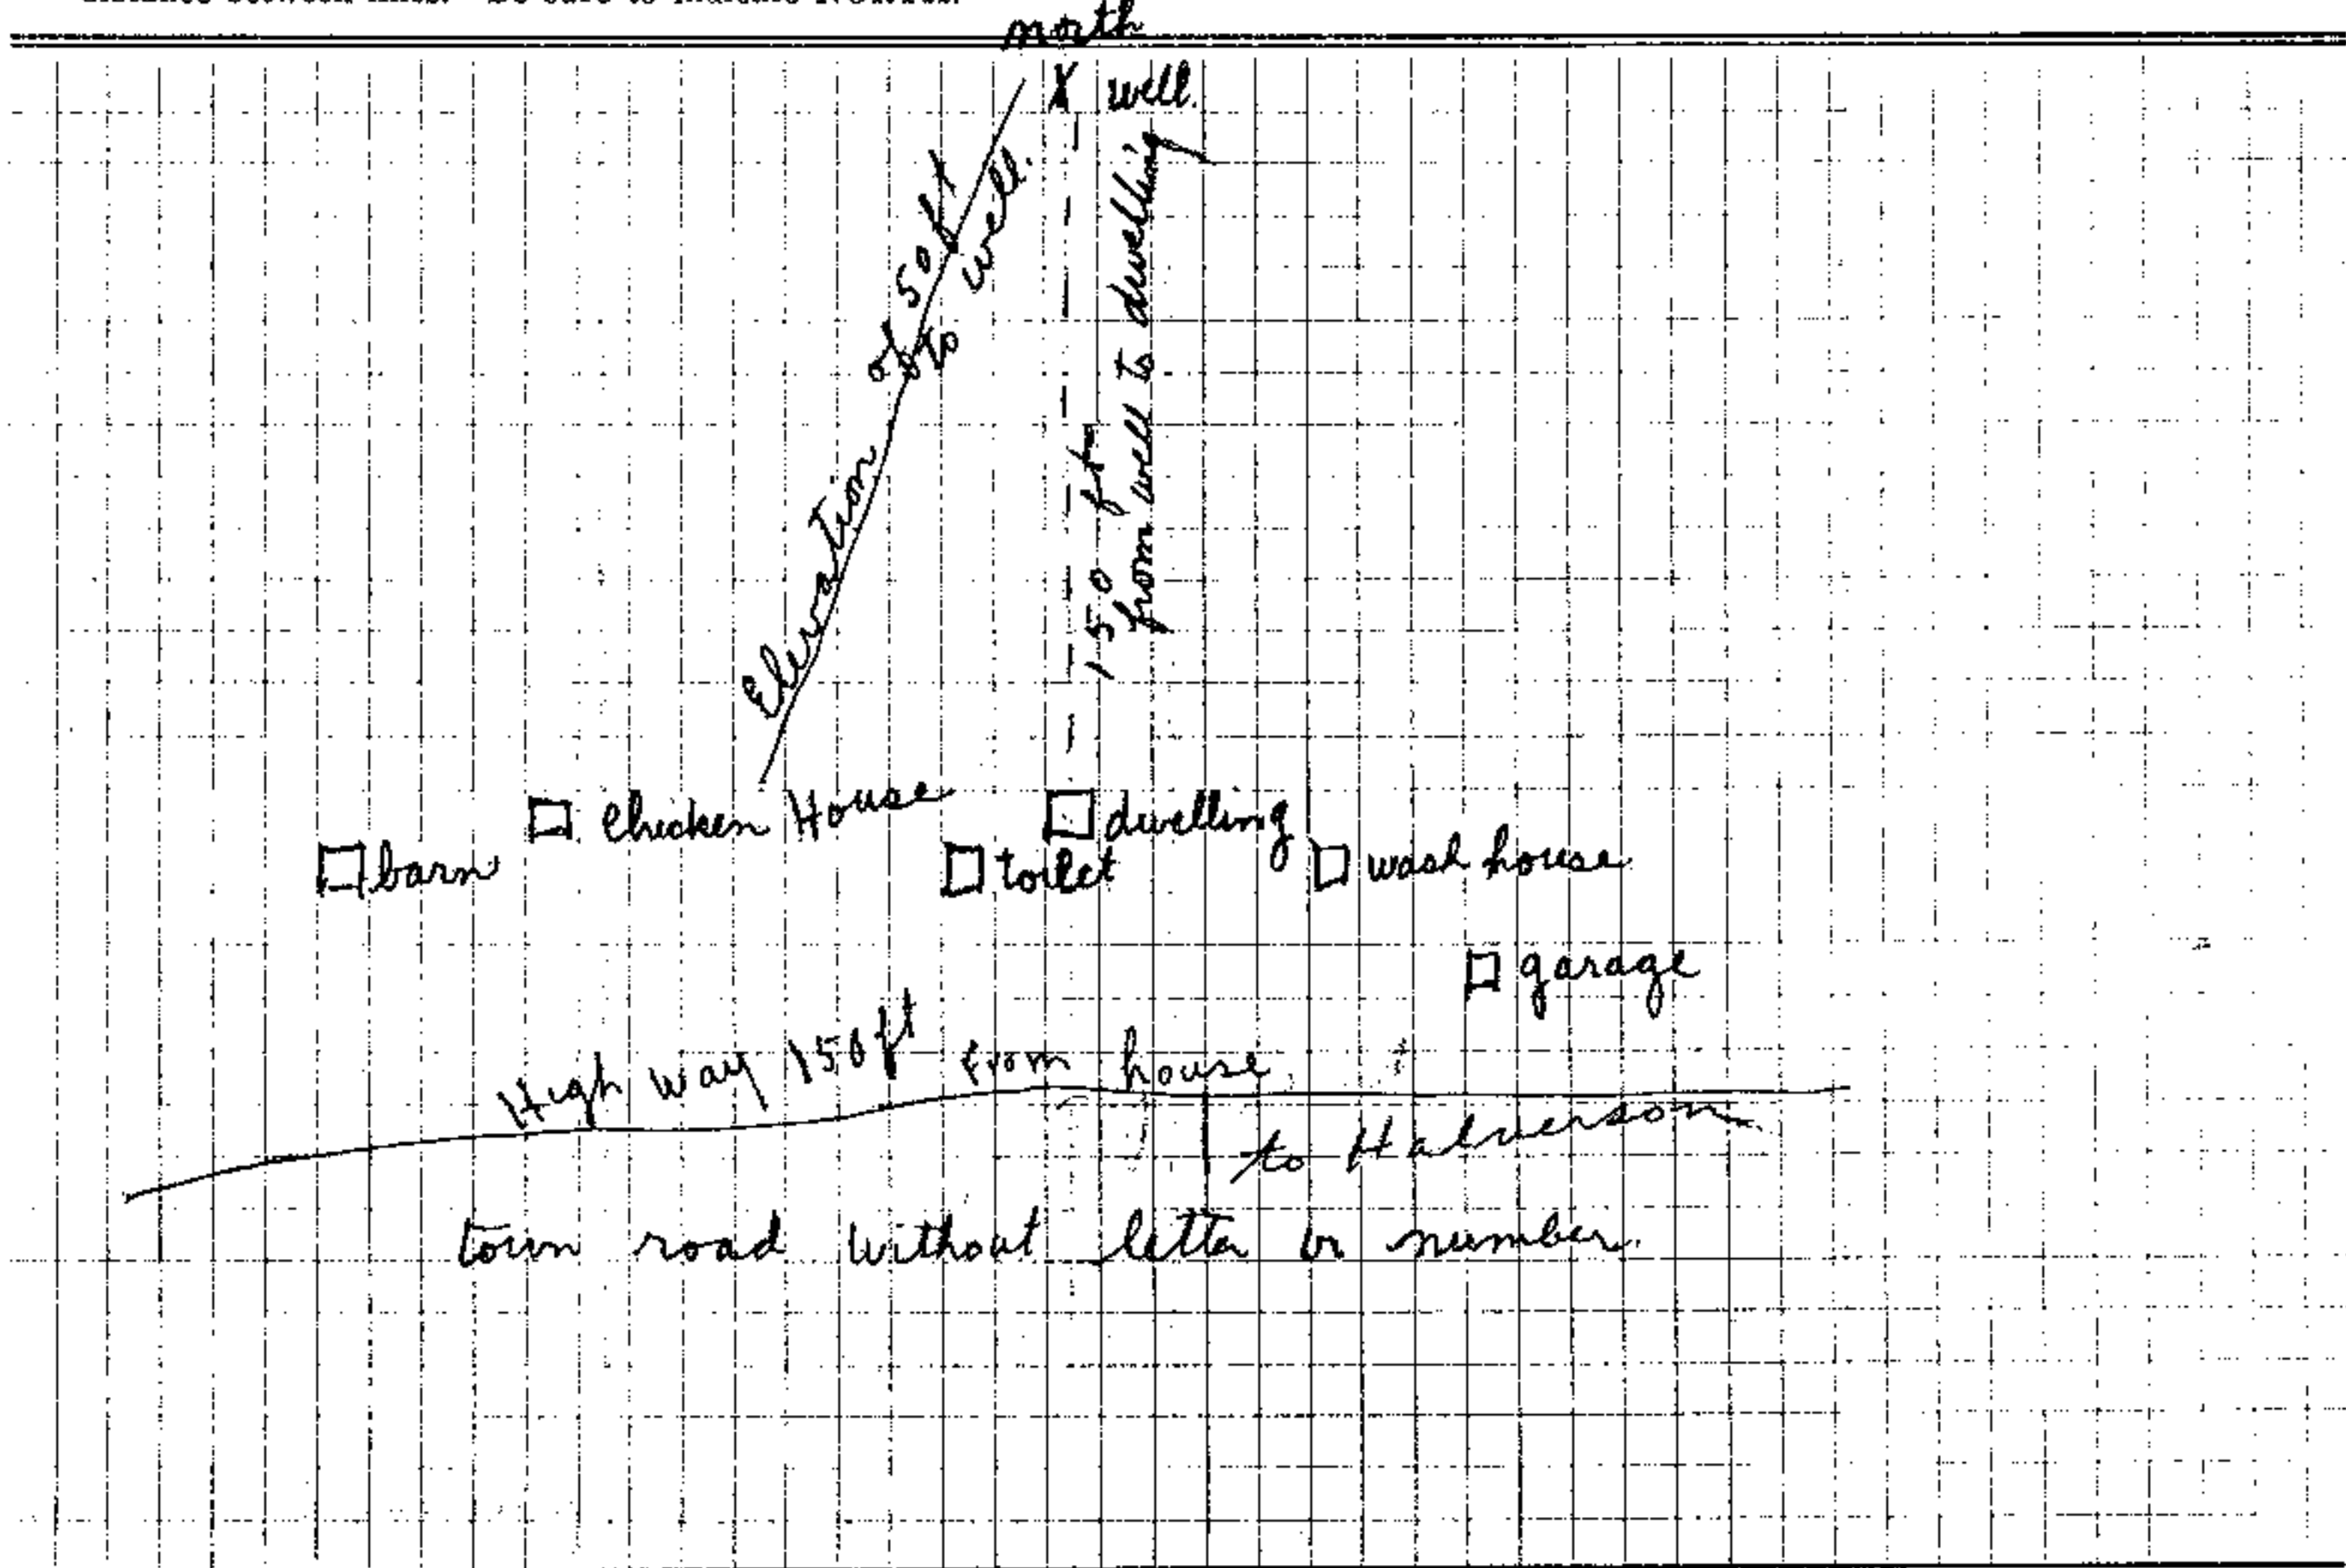 north
X well.
Elevation of 50 ft
to well.
150 ft
from well to dwelling
chicken House
dwelling
barn
toilet
wash house
garage
High way 150 ft from house
to Halverson
town road without letter or number.